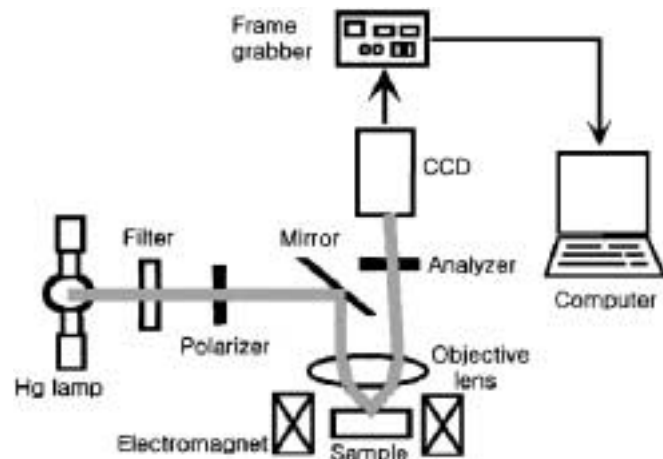 Frame
grabber
CCD
Filter
Mirror
Analyzer
Computer
Polarizer
Objective
lens
Hg lamp
Electromagnet
Sample